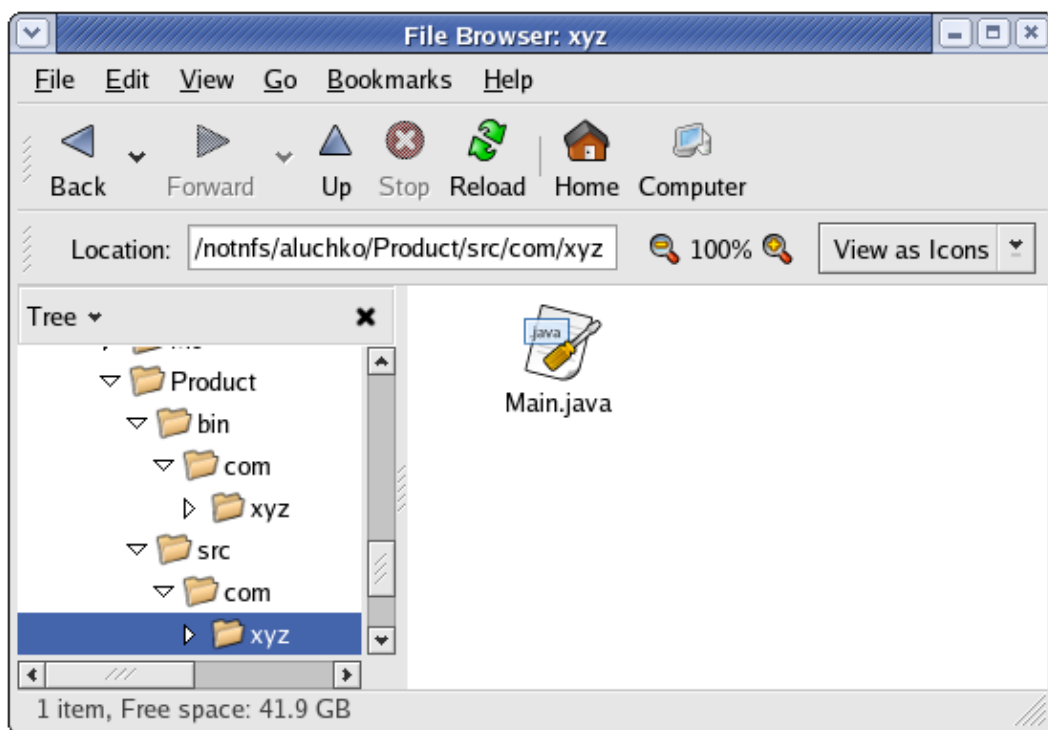 File Browser: xyz
File Edit View Go Bookmarks Help
Back Forward Up Stop Reload Home Computer
Location: /notnfs/aluchko/Product/src/com/xyz 100% View as Icons
Tree
Product
bin
com
xyz
src
com
xyz
.java
Main.java
1 item, Free space: 41.9 GB